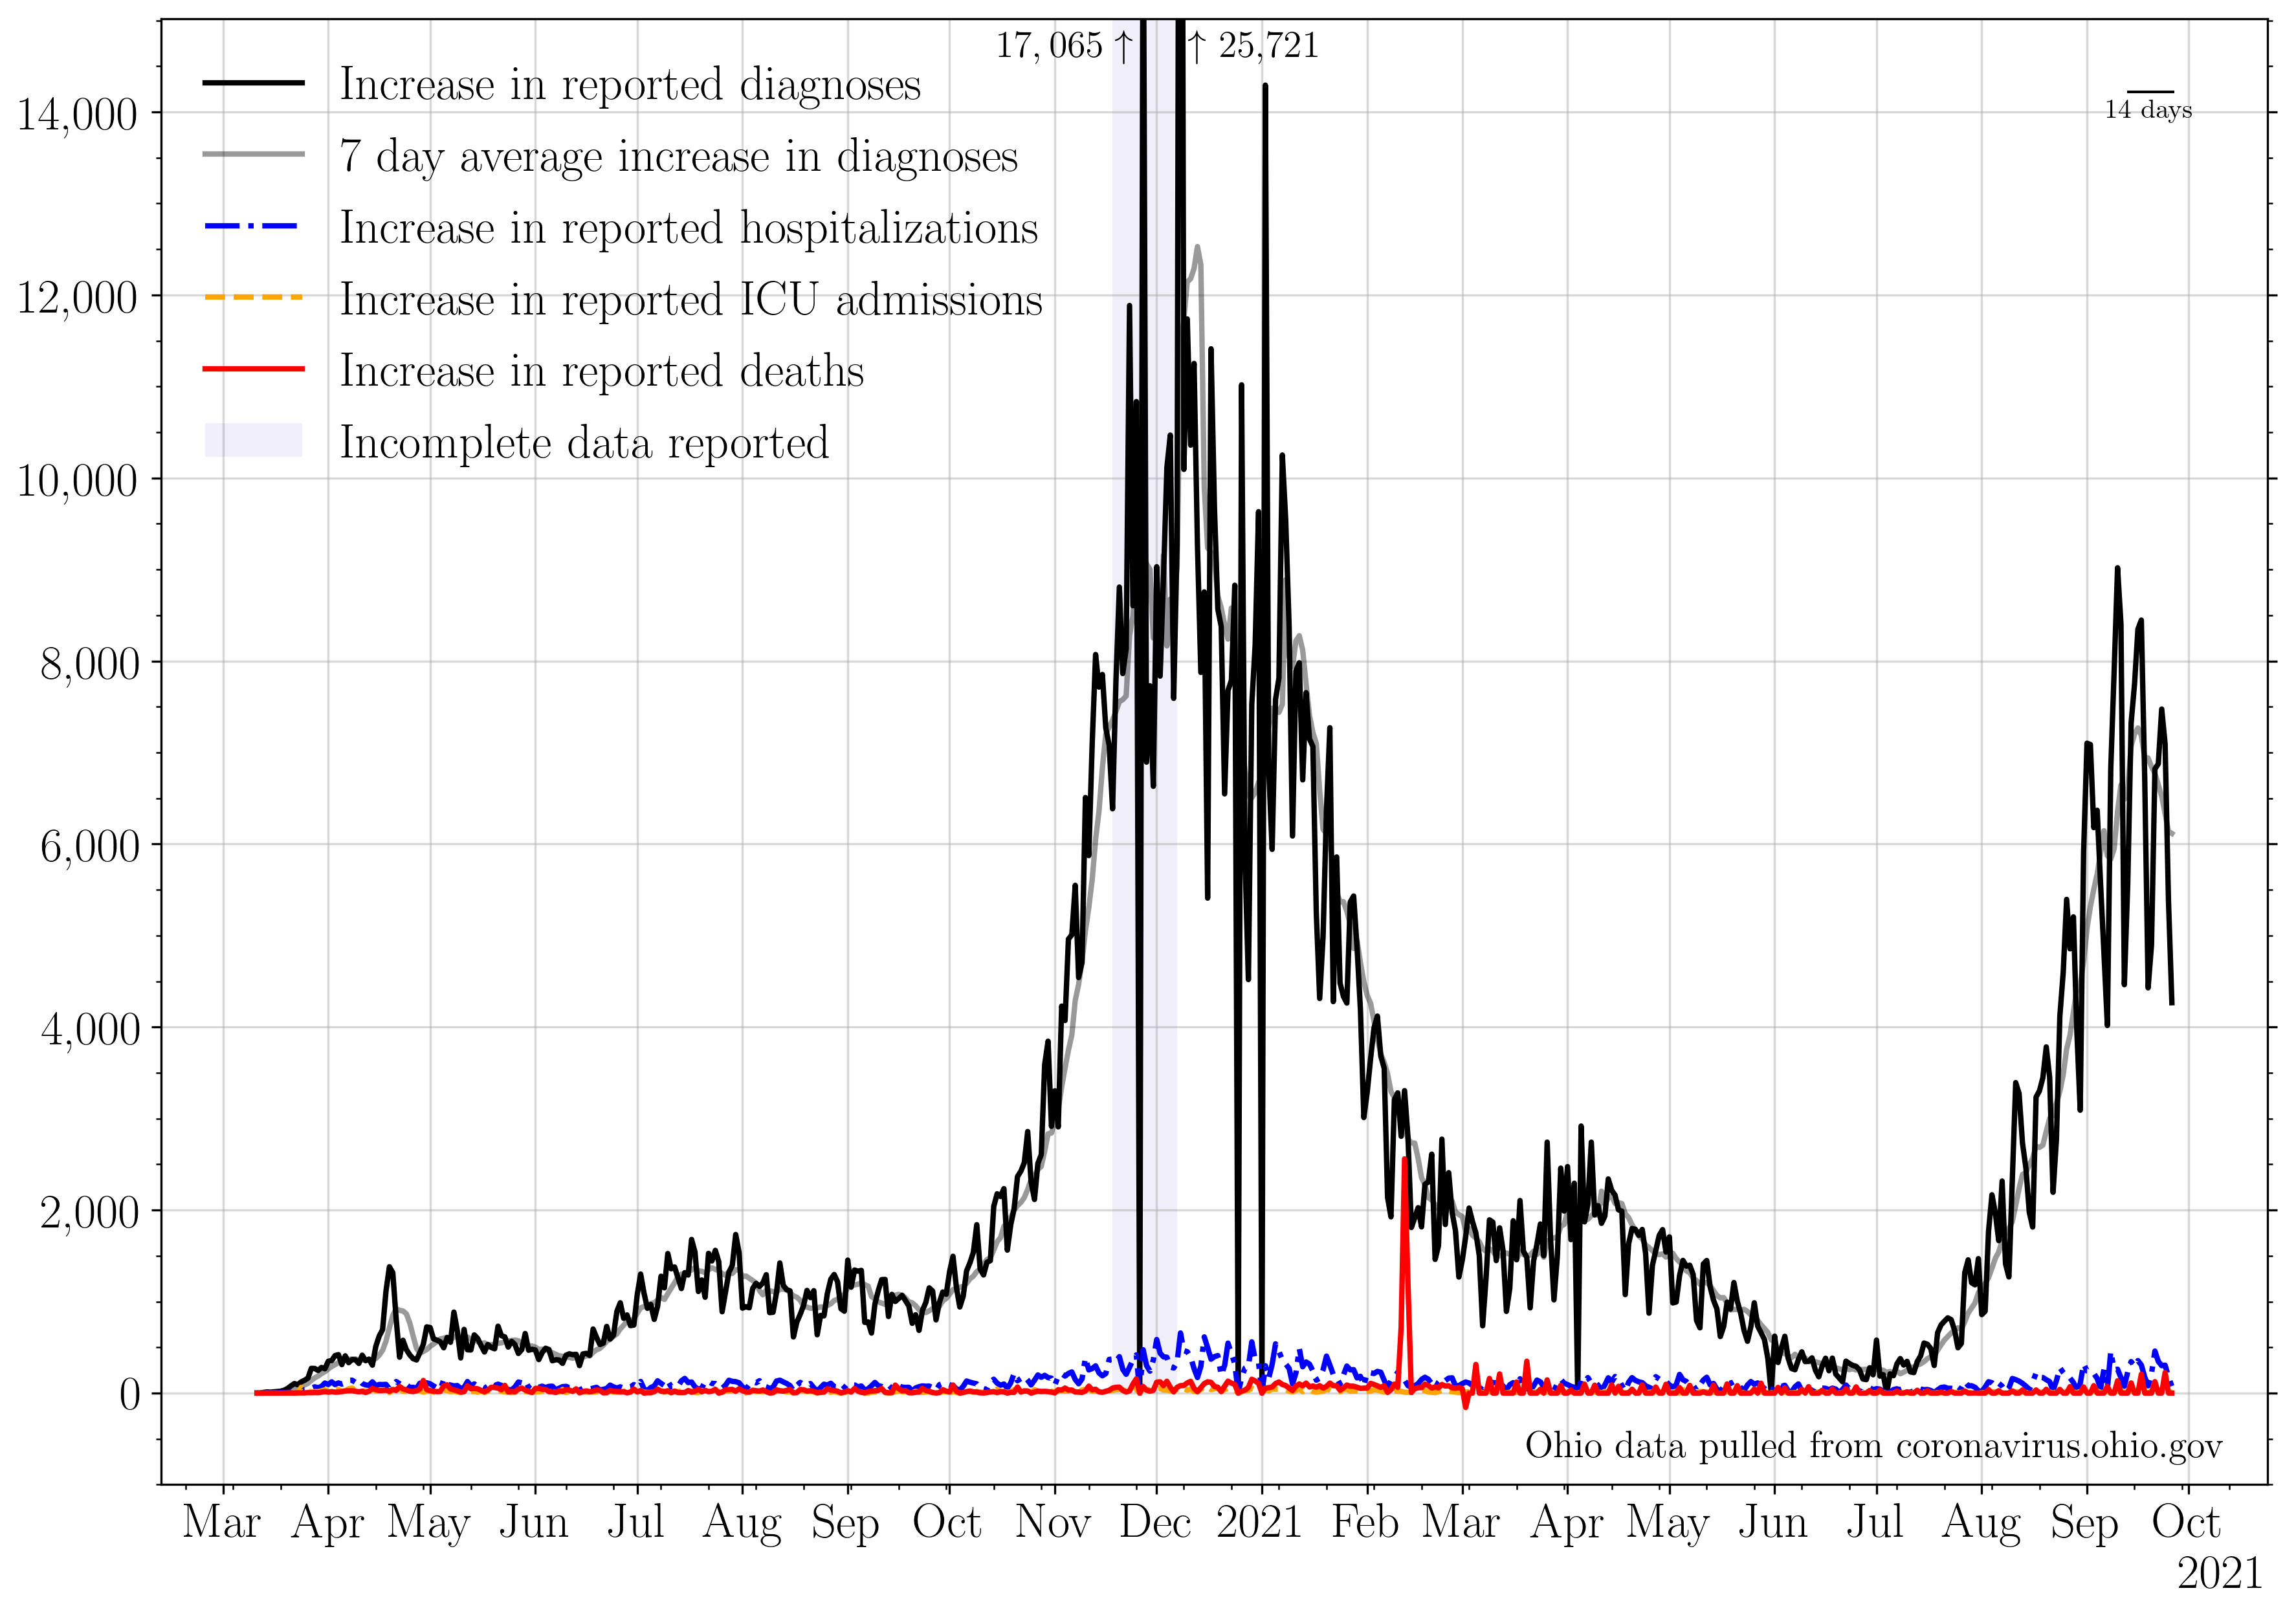 17,065 ↑ ↑ 25,721
Increase in reported diagnoses
7 day average increase in diagnoses
Increase in reported hospitalizations
Increase in reported ICU admissions
Increase in reported deaths
Incomplete data reported
14 days
14,000
12,000
10,000
8,000
6,000
4,000
2,000
0
Ohio data pulled from coronavirus.ohio.gov
Mar Apr May Jun Jul Aug Sep Oct Nov Dec 2021 Feb Mar Apr May Jun Jul Aug Sep Oct
2021